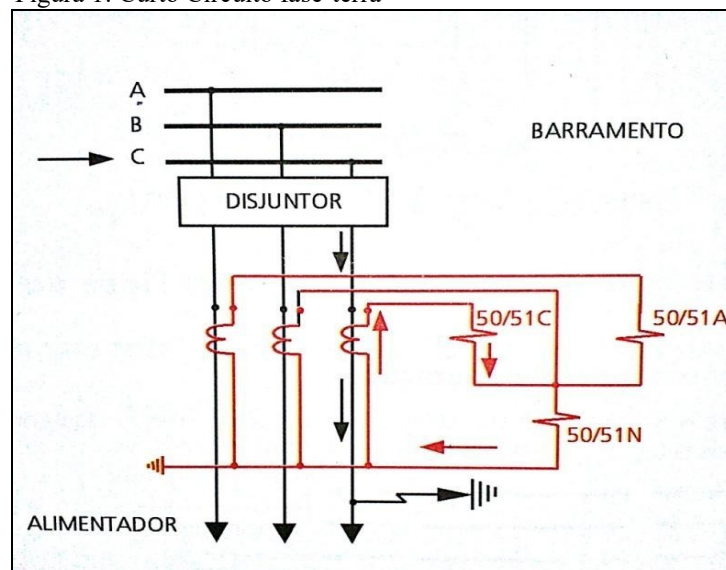 Figura 1: Curto Circuito fase-terra
A
B
C
BARRAMENTO
DISJUNTOR
50/51C
50/51A
50/51N
ALIMENTADOR